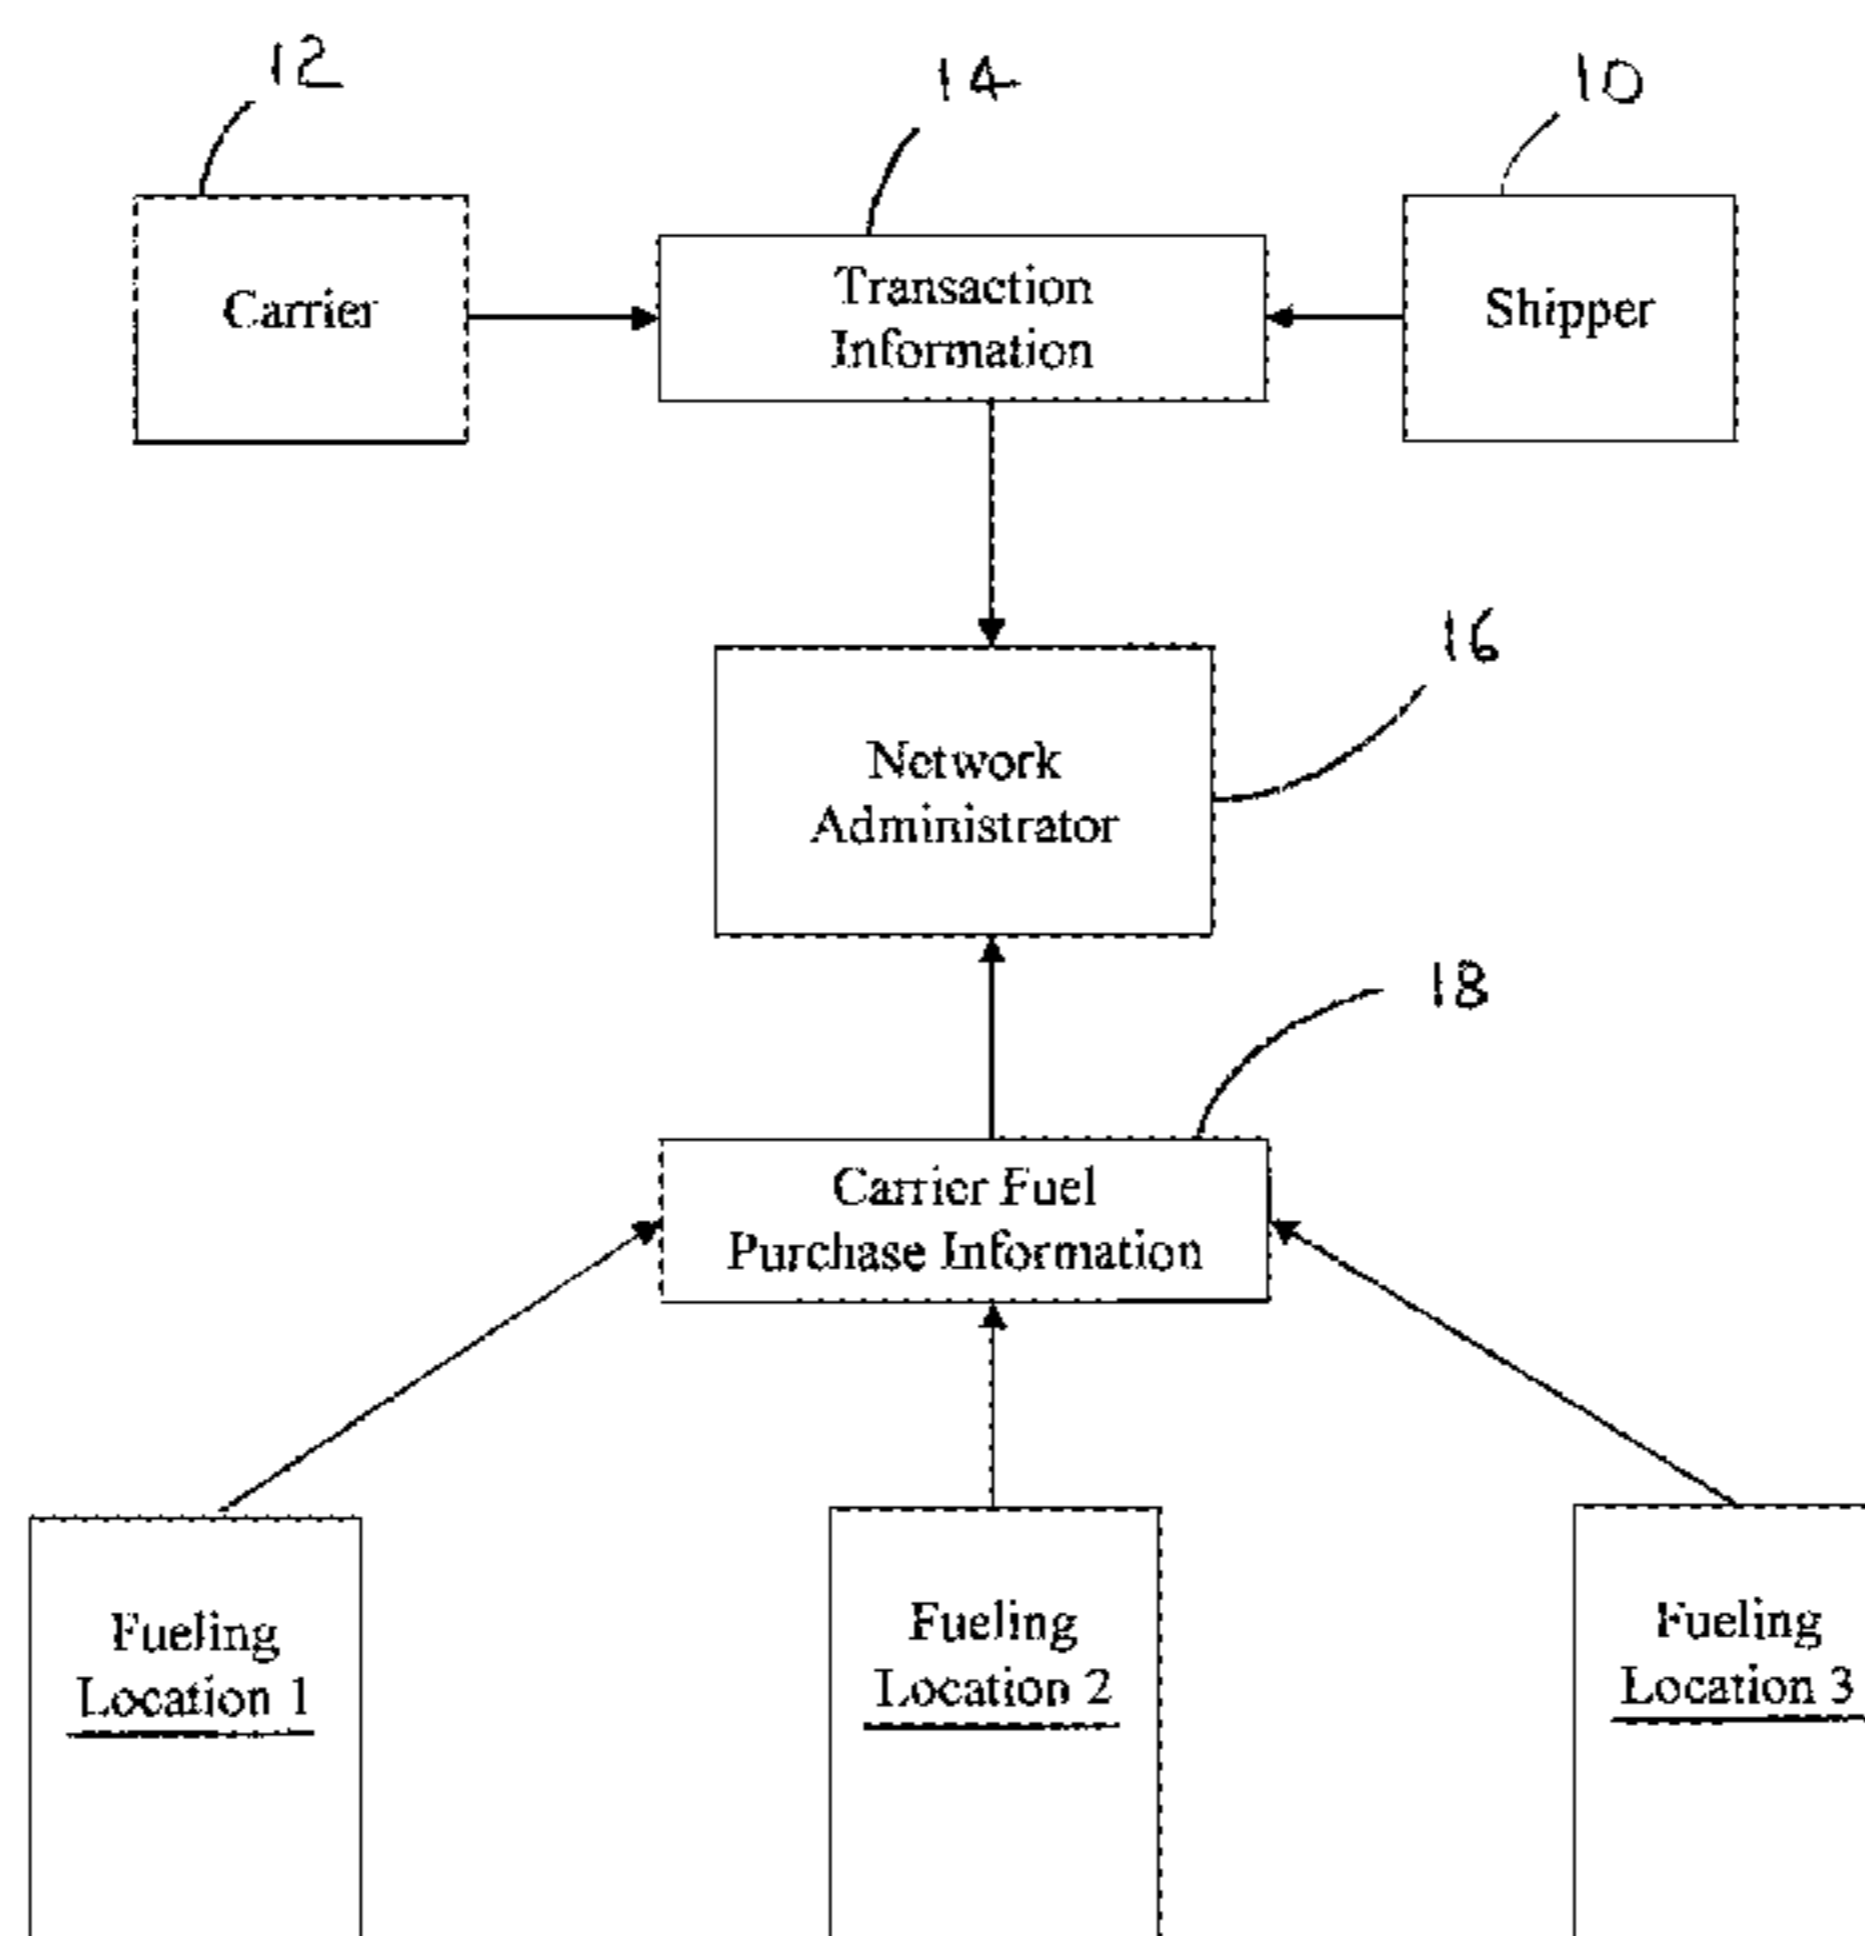 12
14
10
Carrier
Transaction
Information
Shipper
16
Network
Administrator
18
Carrier Fuel
Purchase Information
Fueling
Location 1
Fueling
Location 2
Fueling
Location 3